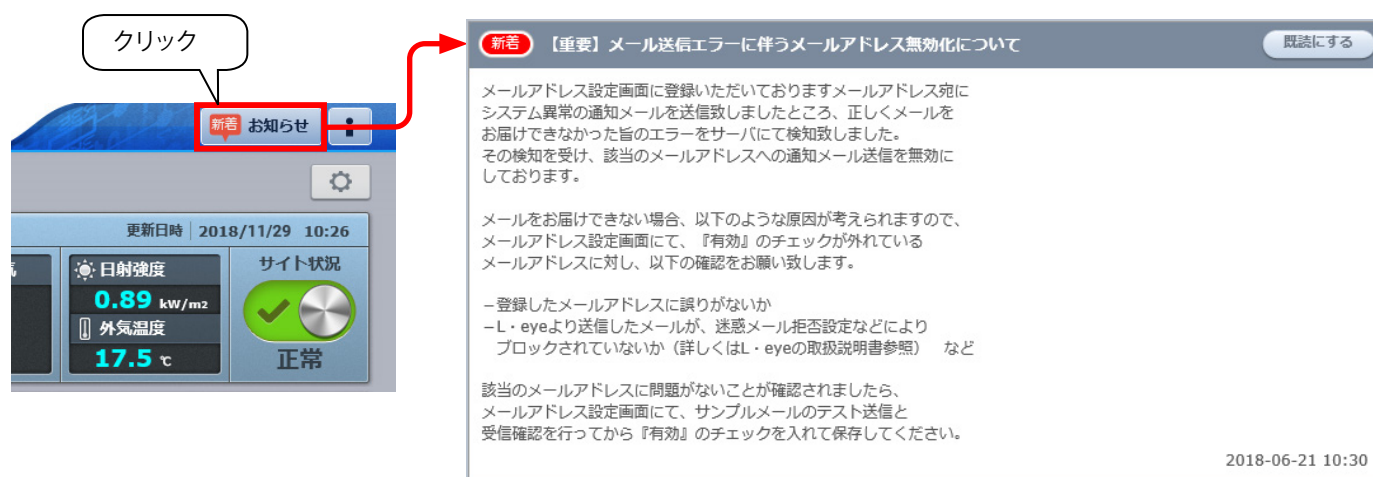 クリック
新着 お知らせ
更新日時 2018/11/29 10:26
日射強度
0.89 kw/m2
外気温度
17.5 ℃
サイト状況
正常
新着 【重要】メール送信エラーに伴うメールアドレス無効化について 既読にする
メールアドレス設定画面に登録いただいておりますメールアドレス宛に
システム異常の通知メールを送信致しましたところ、正しくメールを
お届けできなかった旨のエラーをサーバにて検知致しました。
その検知を受け、該当のメールアドレスへの通知メール送信を無効に
しております。
メールをお届けできない場合、以下のような原因が考えられますので、
メールアドレス設定画面にて、『有効』のチェックが外れている
メールアドレスに対し、以下の確認をお願い致します。
－登録したメールアドレスに誤りがないか
－L・eyeより送信したメールが、迷惑メール拒否設定などにより
ブロックされていないか（詳しくはL・eyeの取扱説明書参照）　など
該当のメールアドレスに問題がないことが確認されましたら、
メールアドレス設定画面にて、サンプルメールのテスト送信と
受信確認を行ってから『有効』のチェックを入れて保存してください。
2018-06-21 10:30